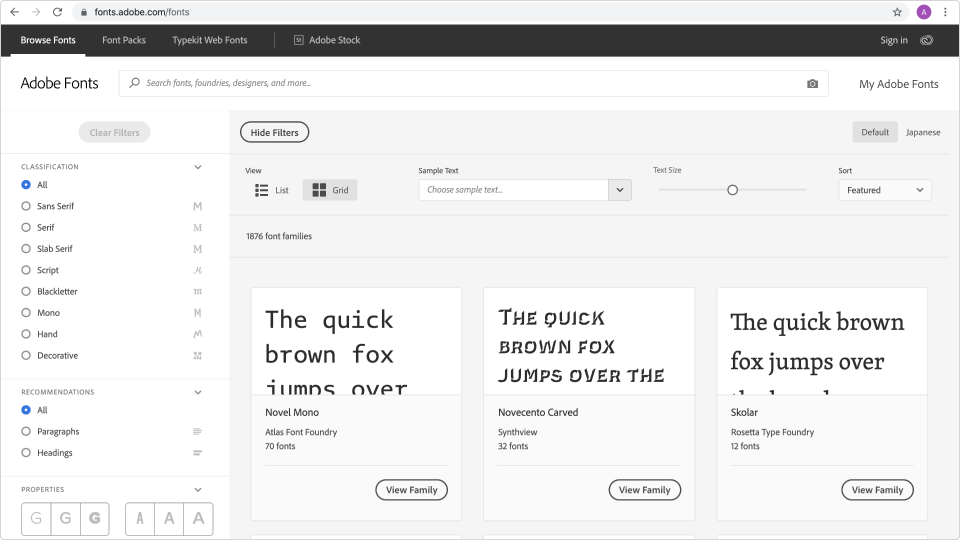 fonts.adobe.com/fonts
A
Browse Fonts
Font Packs
Typekit Web Fonts
St
Adobe Stock
Sign in
Adobe Fonts
Search fonts, foundries, designers, and more...
My Adobe Fonts
Clear Filters
Hide Filters
Default
Japanese
CLASSIFICATION
All
Sans Serif M
Serif M
Slab Serif M
Script M
Blackletter m
Mono M
Hand M
Decorative M
RECOMMENDATIONS
All
Paragraphs
Headings
PROPERTIES
G G G A A A
View
List
Grid
Sample Text
Choose sample text...
Text Size
Sort
Featured
1876 font families
The quick
brown fox
jumps over
Novel Mono
Atlas Font Foundry
70 fonts
View Family
THE QUICK
BROWN FOX
JUMPS OVER THE
Novecento Carved
Synthview
32 fonts
View Family
The quick brown
fox jumps over
Skolar
Rosetta Type Foundry
12 fonts
View Family